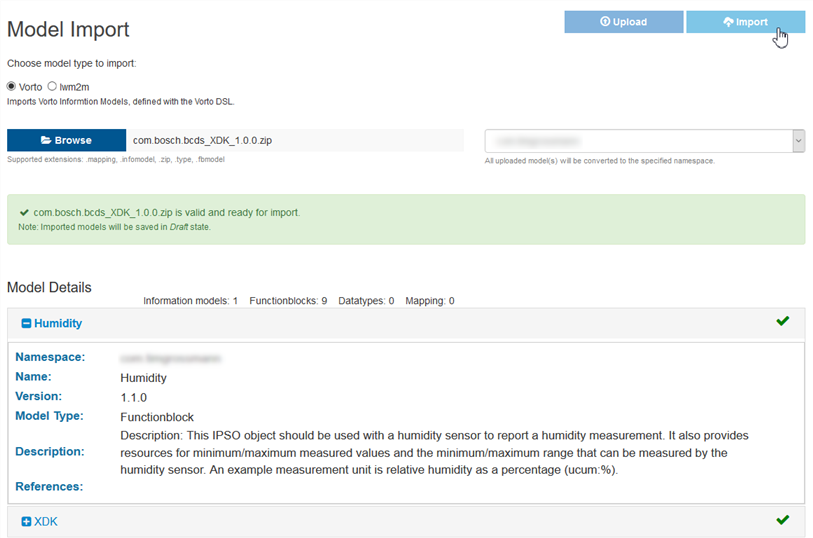 Model Import
Upload
Import
Choose model type to import:
Vorto lwm2m
Imports Vorto Informtion Models, defined with the Vorto DSL.
Browse com.bosch.bcds_XDK_1.0.0.zip
Supported extensions: .mapping, .infomodel, .zip, .type, .fbmodel
All uploaded model(s) will be converted to the specified namespace.
com.bosch.bcds_XDK_1.0.0.zip is valid and ready for import.
Note: Imported models will be saved in Draft state.
Model Details
Information models: 1 Functionblocks: 9 Datatypes: 0 Mapping: 0
Humidity
Namespace:
Name: Humidity
Version: 1.1.0
Model Type: Functionblock
Description: Description: This IPSO object should be used with a humidity sensor to report a humidity measurement. It also provides
resources for minimum/maximum measured values and the minimum/maximum range that can be measured by the
humidity sensor. An example measurement unit is relative humidity as a percentage (ucum:%).
References:
XDK